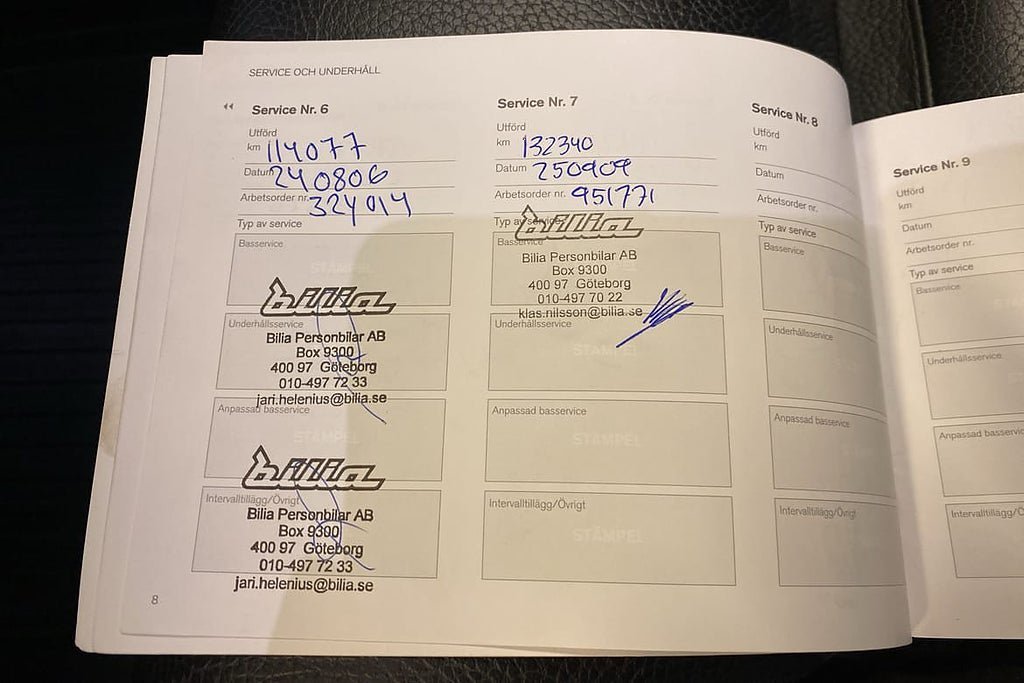 SERVICE OCH UNDERHÅLL
Service Nr. 6
Utförd
km 114077
Datum 240806
Arbetsorder nr. 324014
Typ av service
Basservice
STÄMPEL
bilia
Underhållsservice
Bilia Personbilar AB
Box 9300
400 97 Göteborg
010-497 72 33
jari.helenius@bilia.se
Anpassad basservice
STÄMPEL
bilia
Intervalltillägg/Övrigt
Bilia Personbilar AB
Box 9300
400 97 Göteborg
010-497 72 33
jari.helenius@bilia.se
8
Service Nr. 7
Utförd
km 132340
Datum 250909
Arbetsorder nr. 951771
Typ av service
bilia
Basservice
Bilia Personbilar AB
Box 9300
400 97 Göteborg
010-497 70 22
klas.nilsson@bilia.se
Underhållsservice
STÄMPEL
Anpassad basservice
STÄMPEL
Intervalltillägg/Övrigt
STÄMPEL
Service Nr. 8
Utförd
km
Datum
Arbetsorder nr.
Typ av service
Basservice
Underhållsservice
Anpassad basservice
Intervalltillägg/Övrigt
Service Nr. 9
Utförd
km
Datum
Arbetsorder nr.
Typ av service
Basservice
Underhållsservice
Anpassad basservice
Intervalltillägg/Övrigt